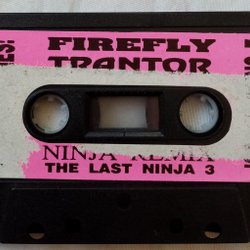 FIREFLY
TRANTOR
NINJA REMIX
THE LAST NINJA 3